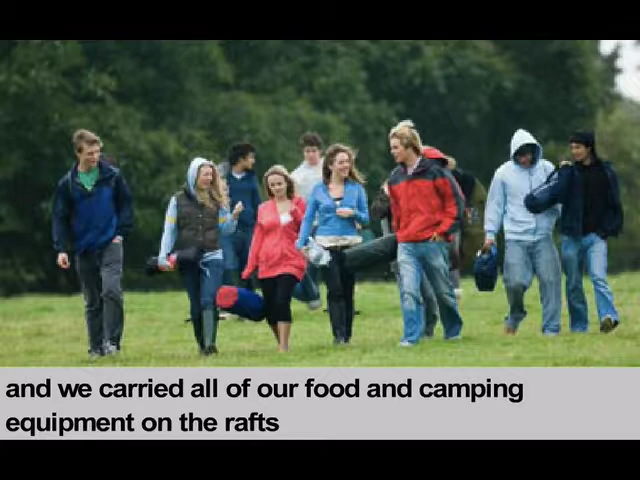 and we carried all of our food and camping
equipment on the rafts